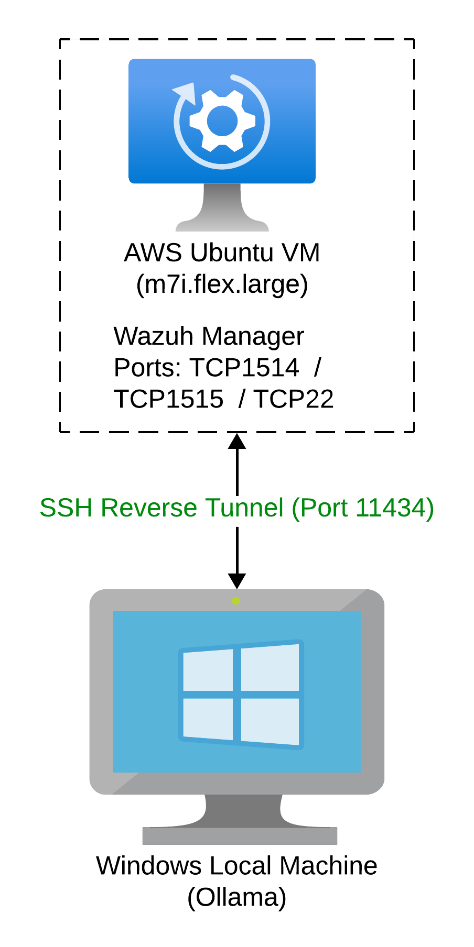 AWS Ubuntu VM
(m7i.flex.large)
Wazuh Manager
Ports: TCP1514 /
TCP1515 / TCP22
SSH Reverse Tunnel (Port 11434)
Windows Local Machine
(Ollama)